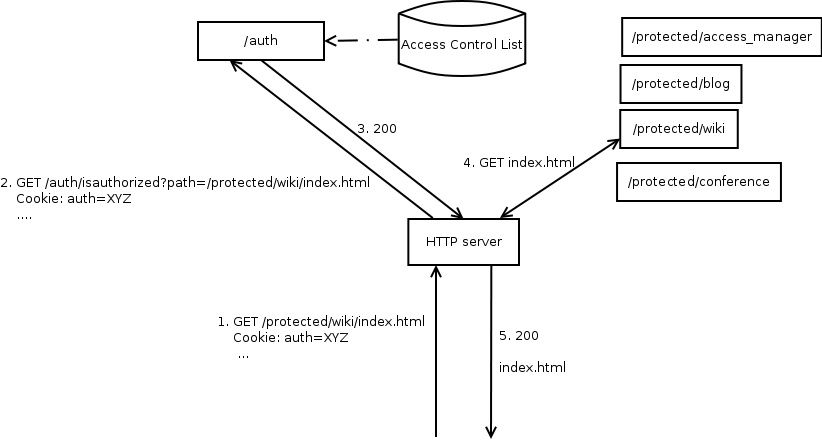 /auth
Access Control List
/protected/access_manager
/protected/blog
/protected/wiki
/protected/conference
3. 200
4. GET index.html
2. GET /auth/isauthorized?path=/protected/wiki/index.html
Cookie: auth=XYZ
....
HTTP server
1. GET /protected/wiki/index.html
Cookie: auth=XYZ
...
5. 200
index.html